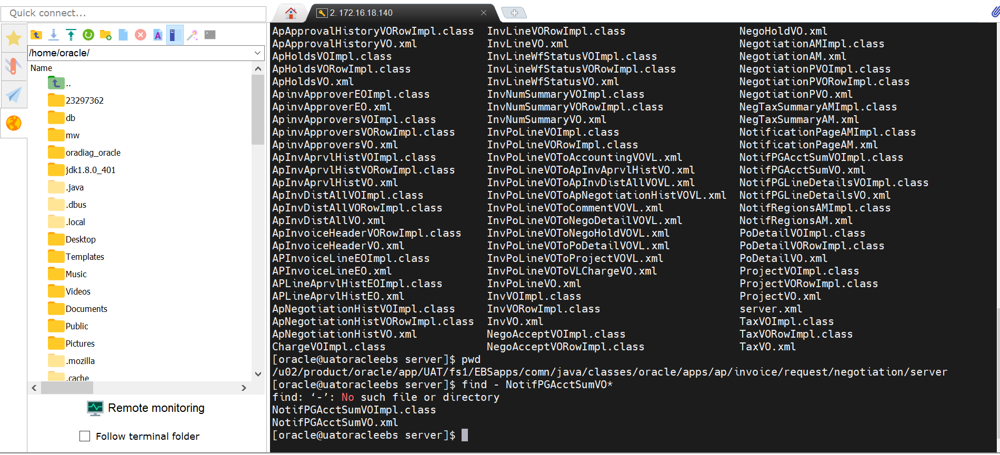 Quick connect...
2. 172.16.18.140
/home/oracle/
Name
..
23297362
db
mw
oradiag_oracle
jdk1.8.0_401
.java
.dbus
.local
Desktop
Templates
Music
Videos
Documents
Public
Pictures
.mozilla
.cache
Remote monitoring
Follow terminal folder
ApApprovalHistoryVORowImpl.class InvLineVORowImpl.class NegoHoldVO.xml
ApApprovalHistoryVO.xml InvLineVO.xml NegotiationAMImpl.class
ApHoldsVOImpl.class InvLineWfStatusVOImpl.class NegotiationAM.xml
ApHoldsVORowImpl.class InvLineWfStatusVORowImpl.class NegotiationPVOImpl.class
ApHoldsVO.xml InvLineWfStatusVO.xml NegotiationPVORowImpl.class
ApinvApproverEOImpl.class InvNumSummaryVOImpl.class NegotiationPVO.xml
ApinvApproverEO.xml InvNumSummaryVORowImpl.class NegTaxSummaryAMImpl.class
ApinvApproversVOImpl.class InvNumSummaryVO.xml NegTaxSummaryAM.xml
ApinvApproversVORowImpl.class InvPoLineVOImpl.class NotificationPageAMImpl.class
ApinvApproversVO.xml InvPoLineVORowImpl.class NotificationPageAM.xml
ApInvAprvlHistVOImpl.class InvPoLineVOToAccountingVOVL.xml NotifPGAcctSumVOImpl.class
ApInvAprvlHistVORowImpl.class InvPoLineVOToApInvAprvlHistVO.xml NotifPGAcctSumVO.xml
ApInvAprvlHistVO.xml InvPoLineVOToApInvDistAllVOVL.xml NotifPGLineDetailsVOImpl.class
ApInvDistAllVOImpl.class InvPoLineVOToApNegotiationHistVOVL.xml NotifPGLineDetailsVO.xml
ApInvDistAllVORowImpl.class InvPoLineVOToCommentVOVL.xml NotifRegionsAMImpl.class
ApInvDistAllVO.xml InvPoLineVOToNegoDetailVOVL.xml NotifRegionsAM.xml
ApInvoiceHeaderVORowImpl.class InvPoLineVOToNegoHoldVOVL.xml PoDetailVOImpl.class
ApInvoiceHeaderVO.xml InvPoLineVOToPoDetailVOVL.xml PoDetailVORowImpl.class
APInvoiceLineEOImpl.class InvPoLineVOToProjectVOVL.xml PoDetailVO.xml
APInvoiceLineEO.xml InvPoLineVOToVLChargeVO.xml ProjectVOImpl.class
APLineAprvlHistEOImpl.class InvPoLineVO.xml ProjectVORowImpl.class
APLineAprvlHistEO.xml InvVOImpl.class ProjectVO.xml
ApNegotiationHistVOImpl.class InvVORowImpl.class server.xml
ApNegotiationHistVORowImpl.class InvVO.xml TaxVOImpl.class
ApNegotiationHistVO.xml NegoAcceptVOImpl.class TaxVORowImpl.class
ChargeVOImpl.class NegoAcceptVORowImpl.class TaxVO.xml
[oracle@uatoracleebs server]$ pwd
/u02/product/oracle/app/UAT/fs1/EBSapps/comn/java/classes/oracle/apps/ap/invoice/request/negotiation/server
[oracle@uatoracleebs server]$ find - NotifPGAcctSumVO*
find: ‘-’: No such file or directory
NotifPGAcctSumVOImpl.class
NotifPGAcctSumVO.xml
[oracle@uatoracleebs server]$